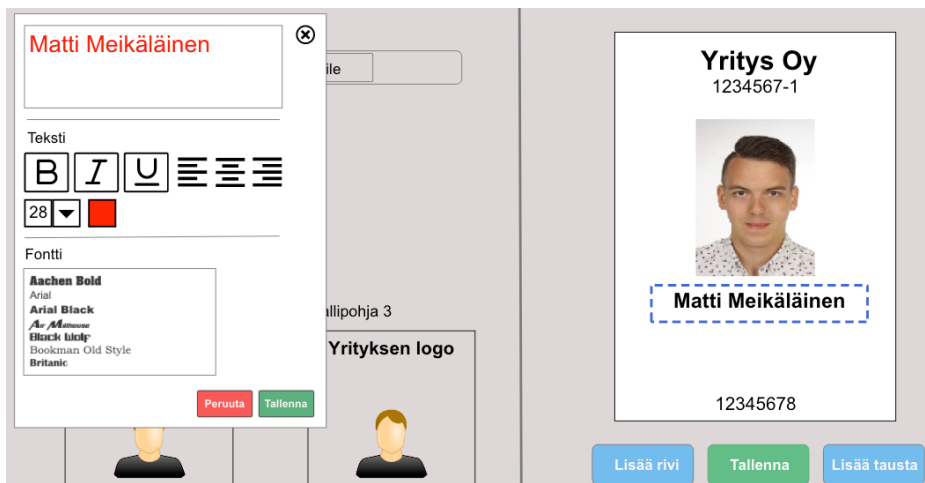 Matti Meikäläinen
Teksti
B I U
28
Fontti
Aachen Bold
Arial
Arial Black
Air Millhouse
Black Wolf
Bookman Old Style
Britanic
Peruuta Tallenna
ile
llipohja 3
Yrityksen logo
Yritys Oy
1234567-1
Matti Meikäläinen
12345678
Lisää rivi Tallenna Lisää tausta